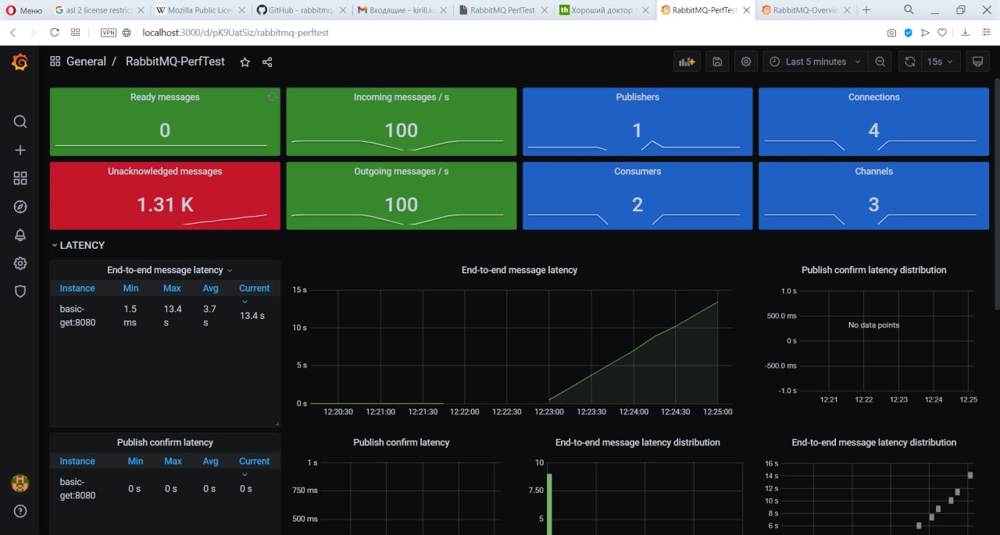 Меню
asl 2 license restric
Mozilla Public Lice
GitHub - rabbitmq
Входящие - kirill.k
RabbitMQ PerfTest
Хороший доктор 1
RabbitMQ-PerfTes
RabbitMQ-Overvie
VPN
localhost:3000/d/pK9UatSiz/rabbitmq-perftest
General / RabbitMQ-PerfTest
Last 5 minutes
15s
Ready messages
0
Incoming messages / s
100
Publishers
1
Connections
4
Unacknowledged messages
1.31 K
Outgoing messages / s
100
Consumers
2
Channels
3
LATENCY
End-to-end message latency
Instance Min Max Avg Current
basic-get:8080 1.5 ms 13.4 s 3.7 s 13.4 s
End-to-end message latency
15 s
10 s
5 s
0 s
12:20:30 12:21:00 12:21:30 12:22:00 12:22:30 12:23:00 12:23:30 12:24:00 12:24:30 12:25:00
Publish confirm latency distribution
1.0 s
500.0 ms
0 s
-500.0 ms
-1.0 s
No data points
12:21 12:22 12:23 12:24 12:25
Publish confirm latency
Instance Min Max Avg Current
basic-get:8080 0 s 0 s 0 s 0 s
Publish confirm latency
1 s
750 ms
500 ms
End-to-end message latency distribution
10
7.50
5
End-to-end message latency distribution
16 s
14 s
12 s
10 s
8 s
6 s